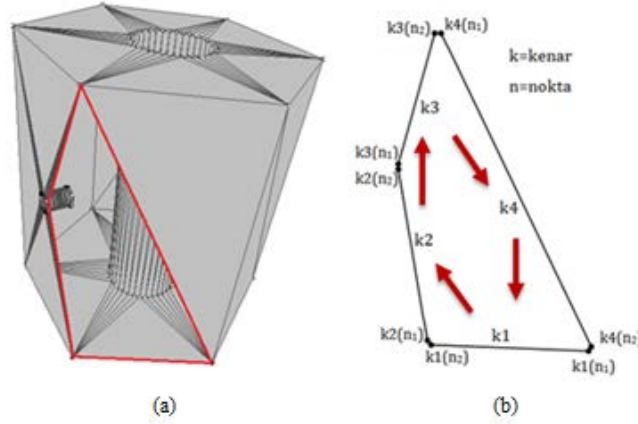 k3(n₂) k4(n₁)
k=kenar
n=nokta
k3
k3(n₁)
k2(n₂)
k4
k2
k2(n₁)
k1
k4(n₂)
k1(n₂)
k1(n₁)
(a) (b)